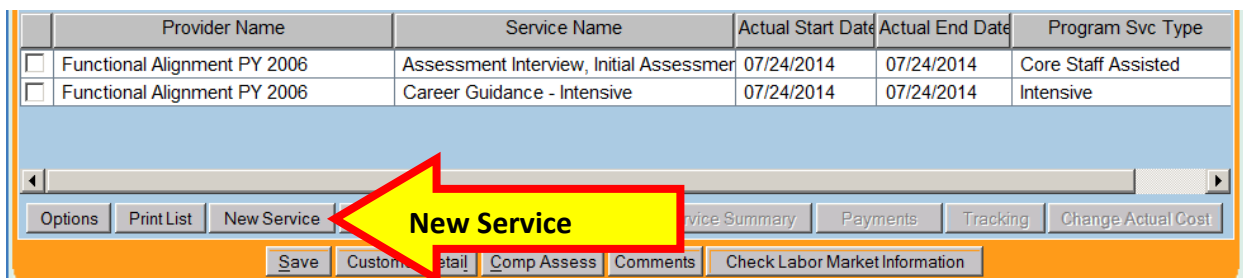 Provider Name Service Name Actual Start Date Actual End Date Program Svc Type
Functional Alignment PY 2006 Assessment Interview, Initial Assessmer 07/24/2014 07/24/2014 Core Staff Assisted
Functional Alignment PY 2006 Career Guidance - Intensive 07/24/2014 07/24/2014 Intensive
Options Print List New Service New Service Summary Payments Tracking Change Actual Cost
Save Comp Assess Comments Check Labor Market Information